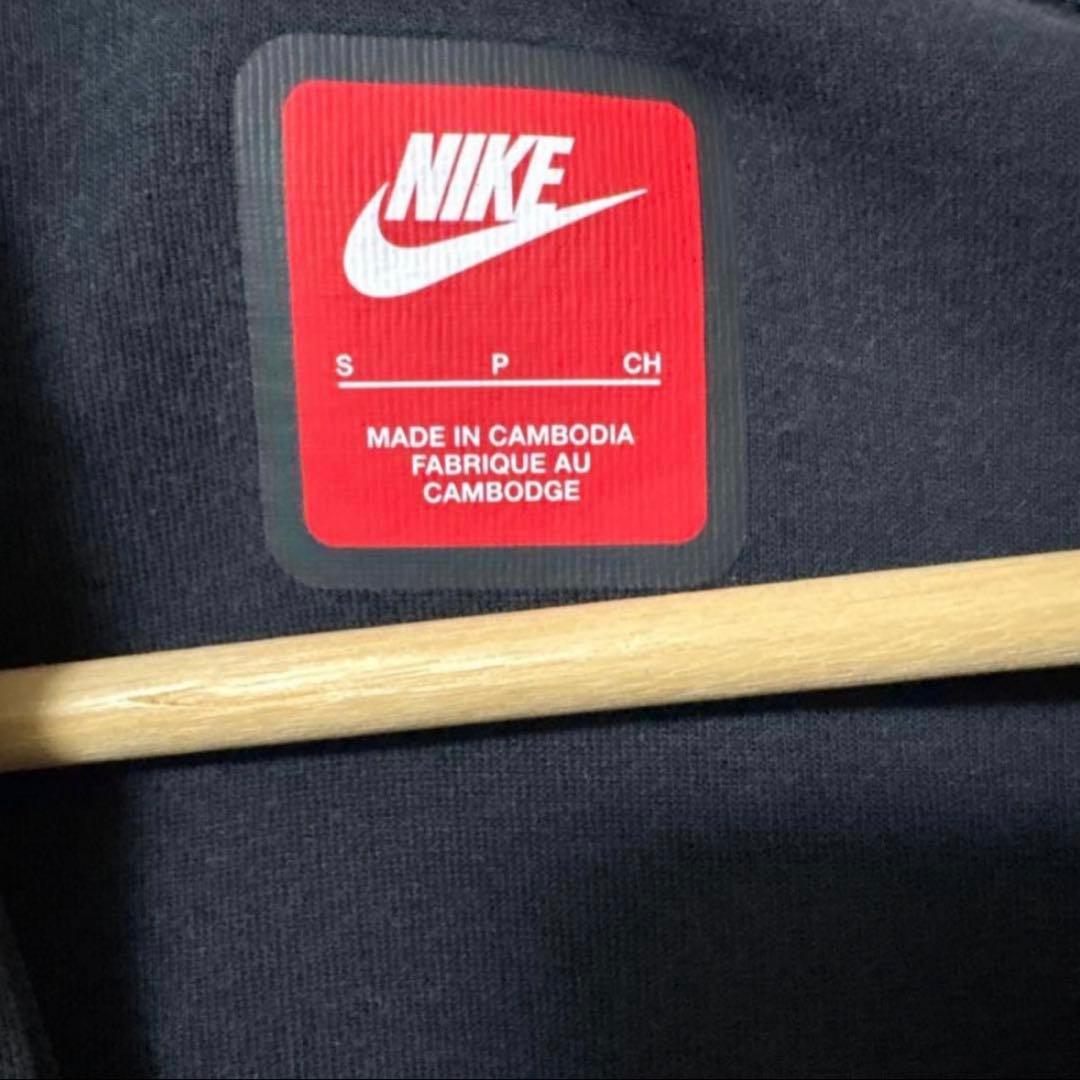 NIKE
S P CH
MADE IN CAMBODIA
FABRIQUE AU
CAMBODGE